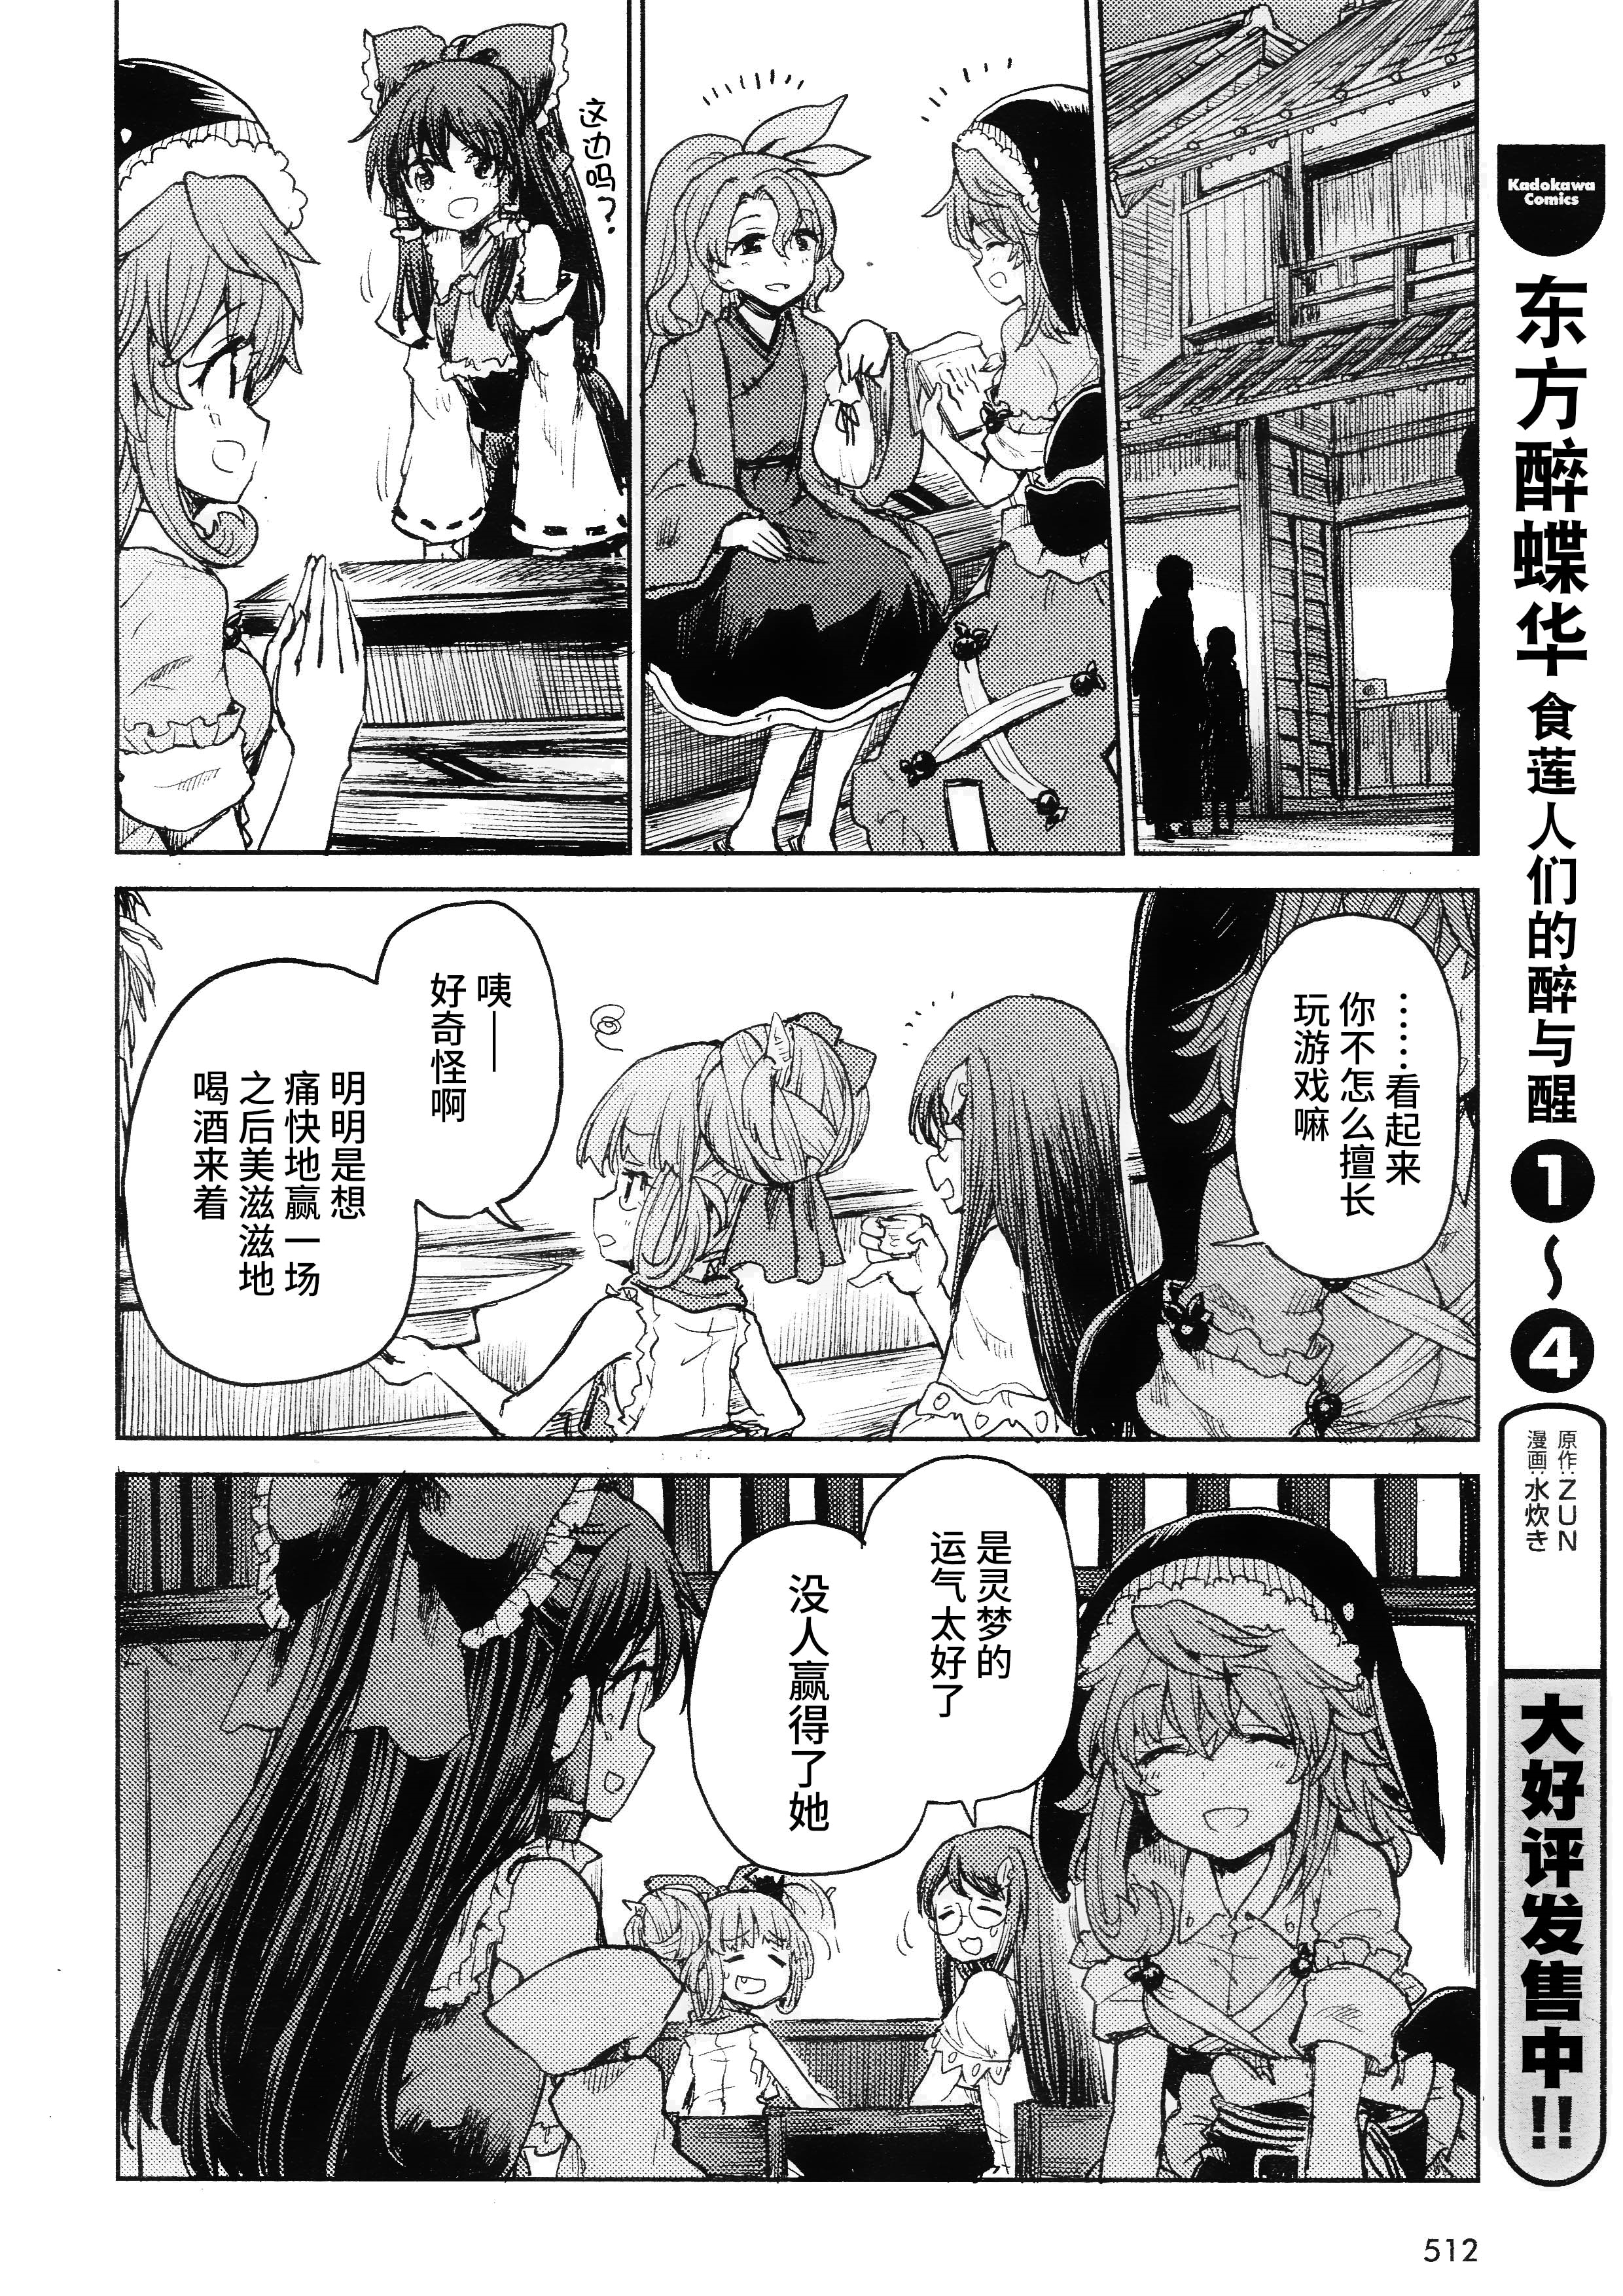 Kadokawa
Comics
东方醉蝶华 食莲人们的醉与醒 1～4
原作:ZUN
漫画:水炊き
大好评发售中!!
这边吗?
……看起来
你不怎么擅长
玩游戏嘛
咦——
好奇怪啊
明明是想
痛快地赢一场
之后美滋滋地
喝酒来着
是灵梦的
运气太好了
没人赢得了她
512